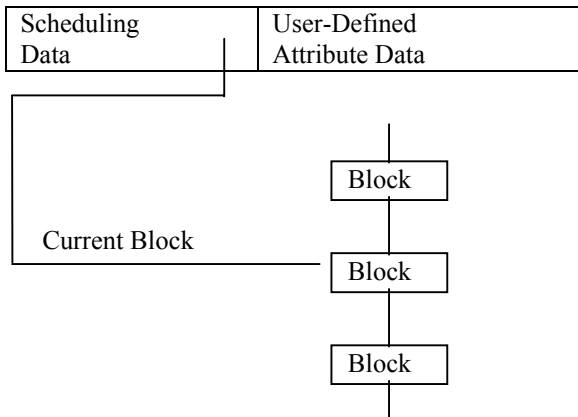 Scheduling
Data
User-Defined
Attribute Data
Block
Current Block
Block
Block